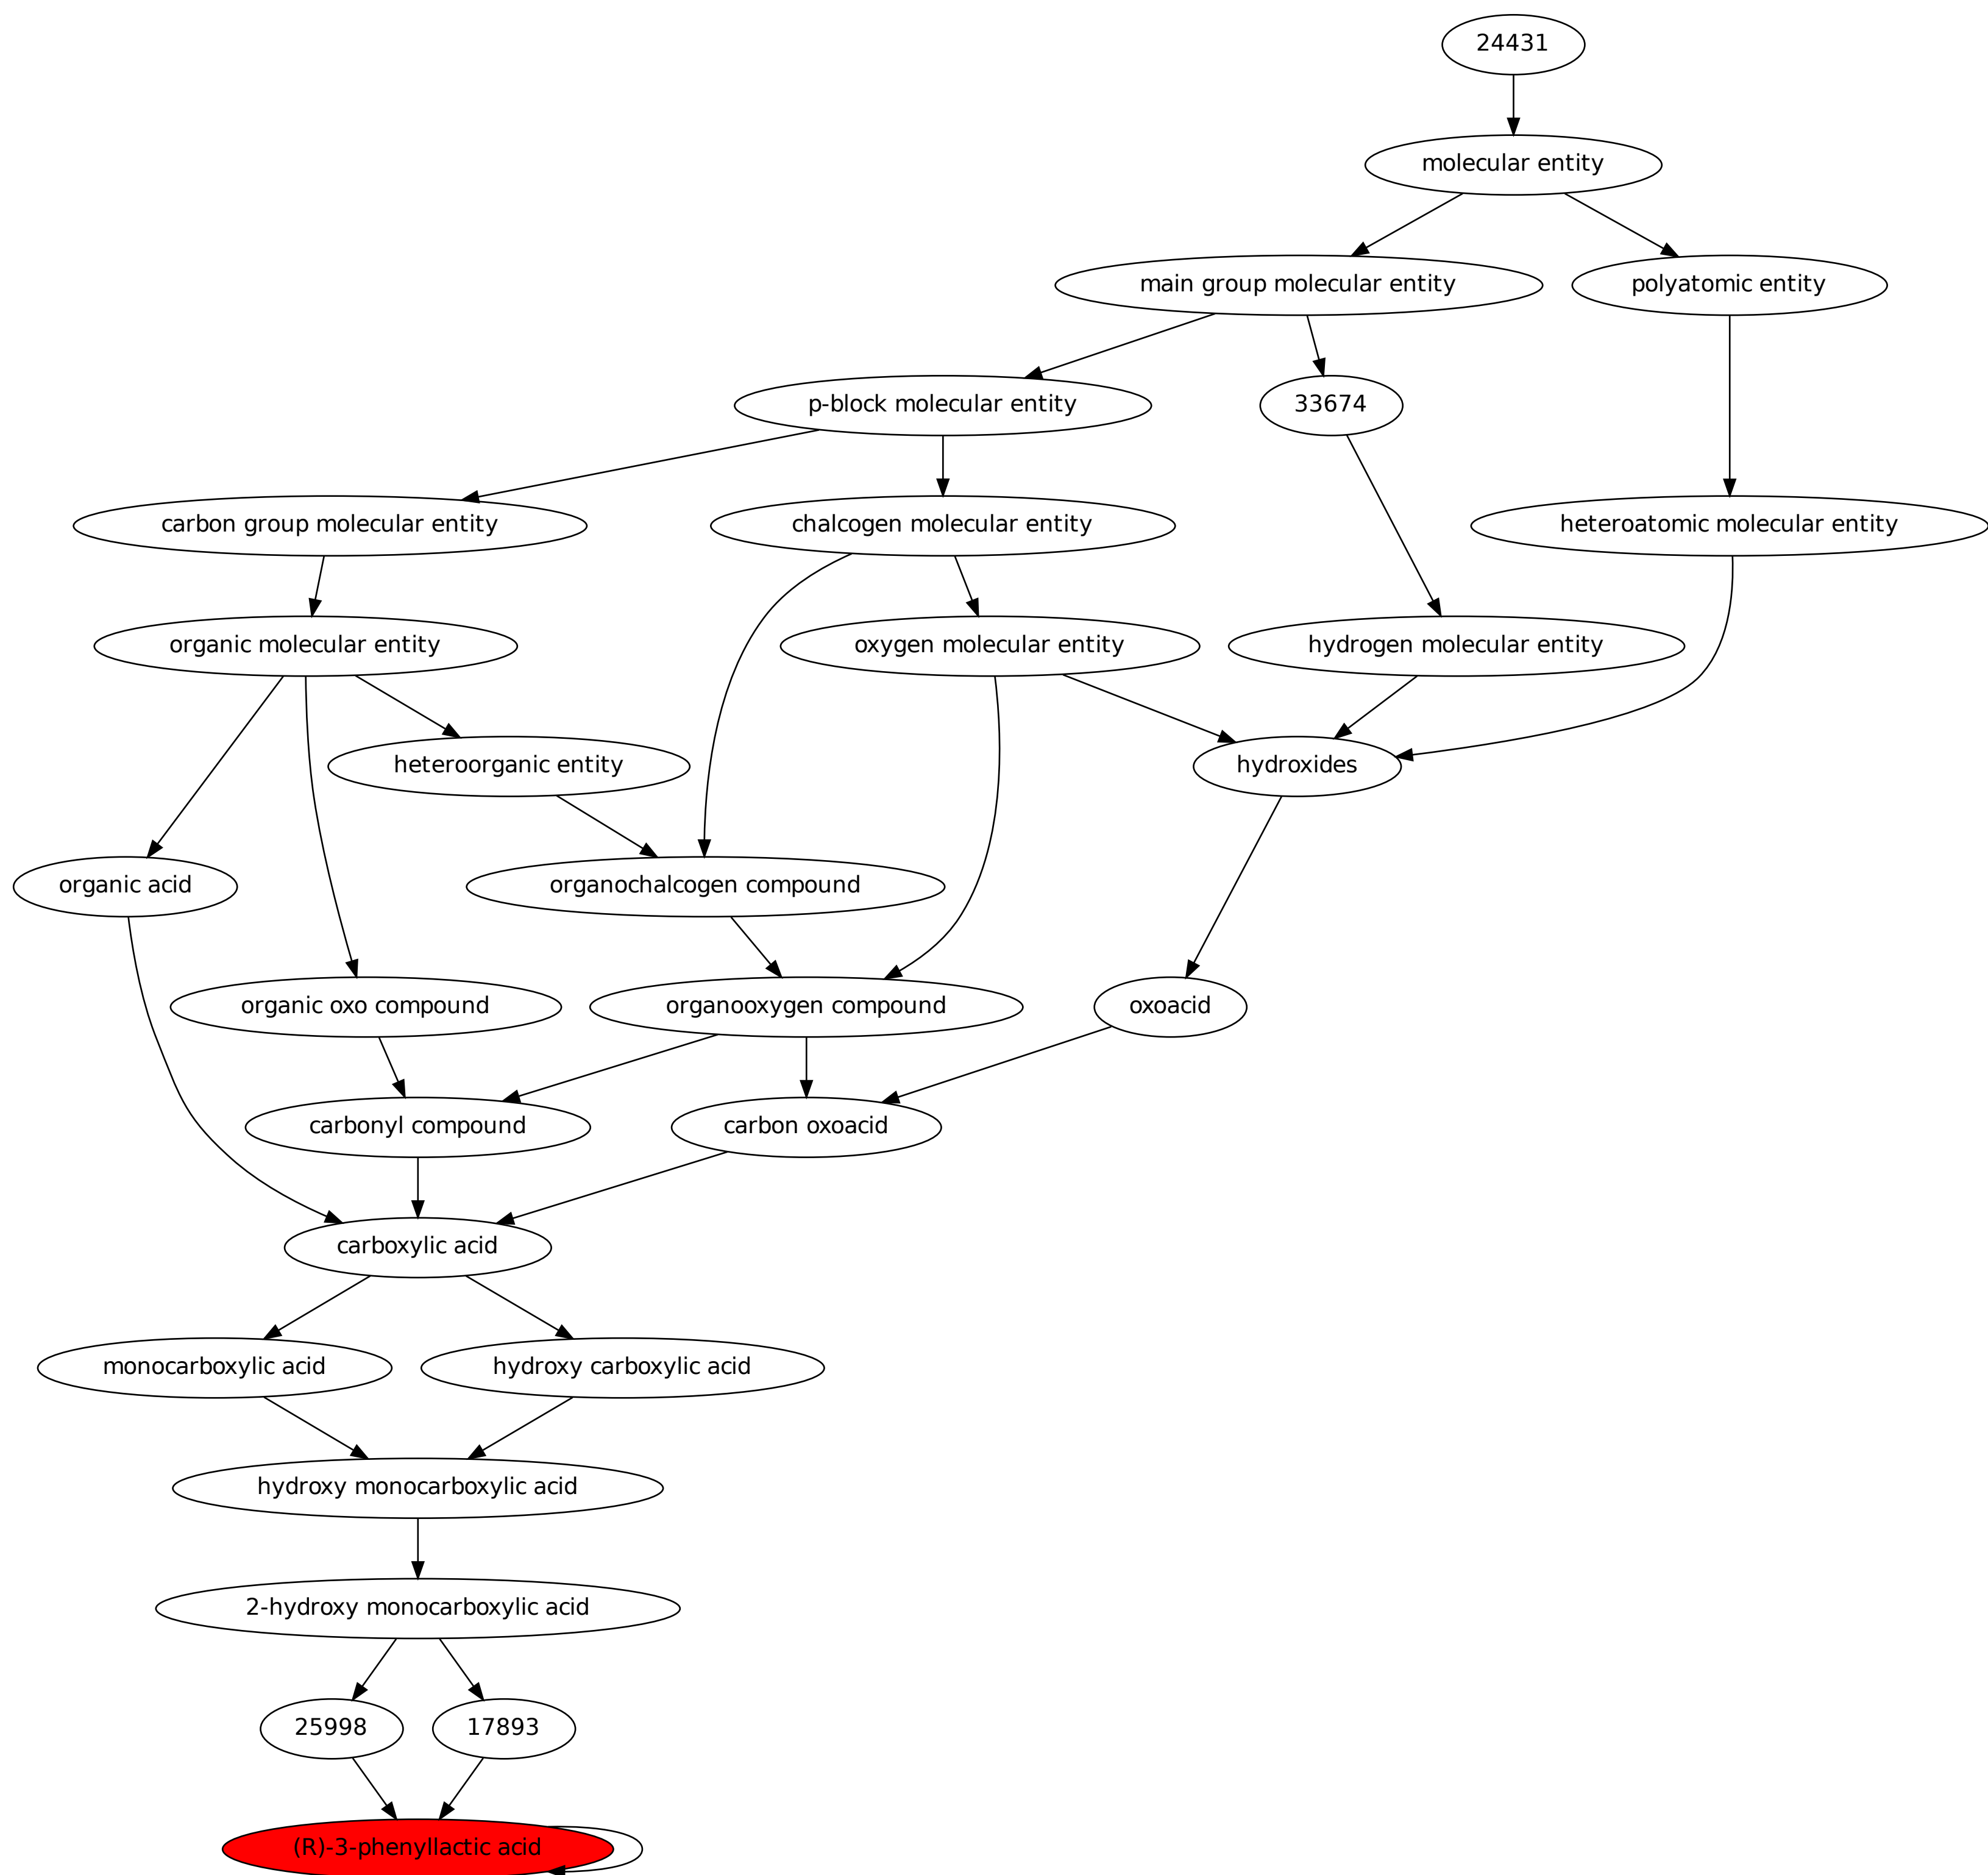 24431
molecular entity
main group molecular entity
polyatomic entity
p-block molecular entity
33674
carbon group molecular entity
chalcogen molecular entity
heteroatomic molecular entity
organic molecular entity
oxygen molecular entity
hydrogen molecular entity
heteroorganic entity
hydroxides
organic acid
organochalcogen compound
organic oxo compound
organooxygen compound
oxoacid
carbonyl compound
carbon oxoacid
carboxylic acid
monocarboxylic acid
hydroxy carboxylic acid
hydroxy monocarboxylic acid
2-hydroxy monocarboxylic acid
25998
17893
(R)-3-phenyllactic acid